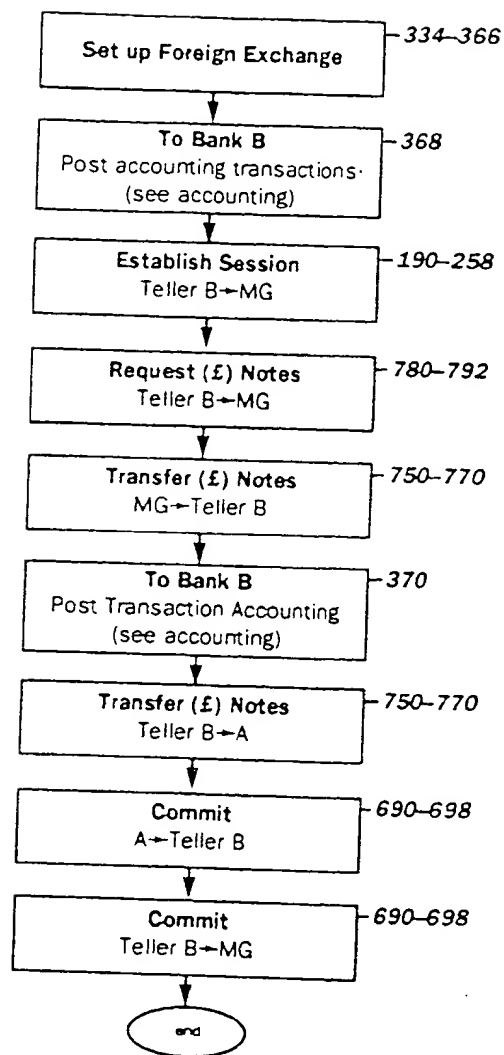 Set up Foreign Exchange
334–366
To Bank B
368
Post accounting transactions·
(see accounting)
Establish Session
190–258
Teller B→MG
Request (£) Notes
780–792
Teller B→MG
Transfer (£) Notes
750–770
MG→Teller B
To Bank B
370
Post Transaction Accounting
(see accounting)
Transfer (£) Notes
750–770
Teller B→A
Commit
690–698
A→Teller B
Commit
690–698
Teller B→MG
end